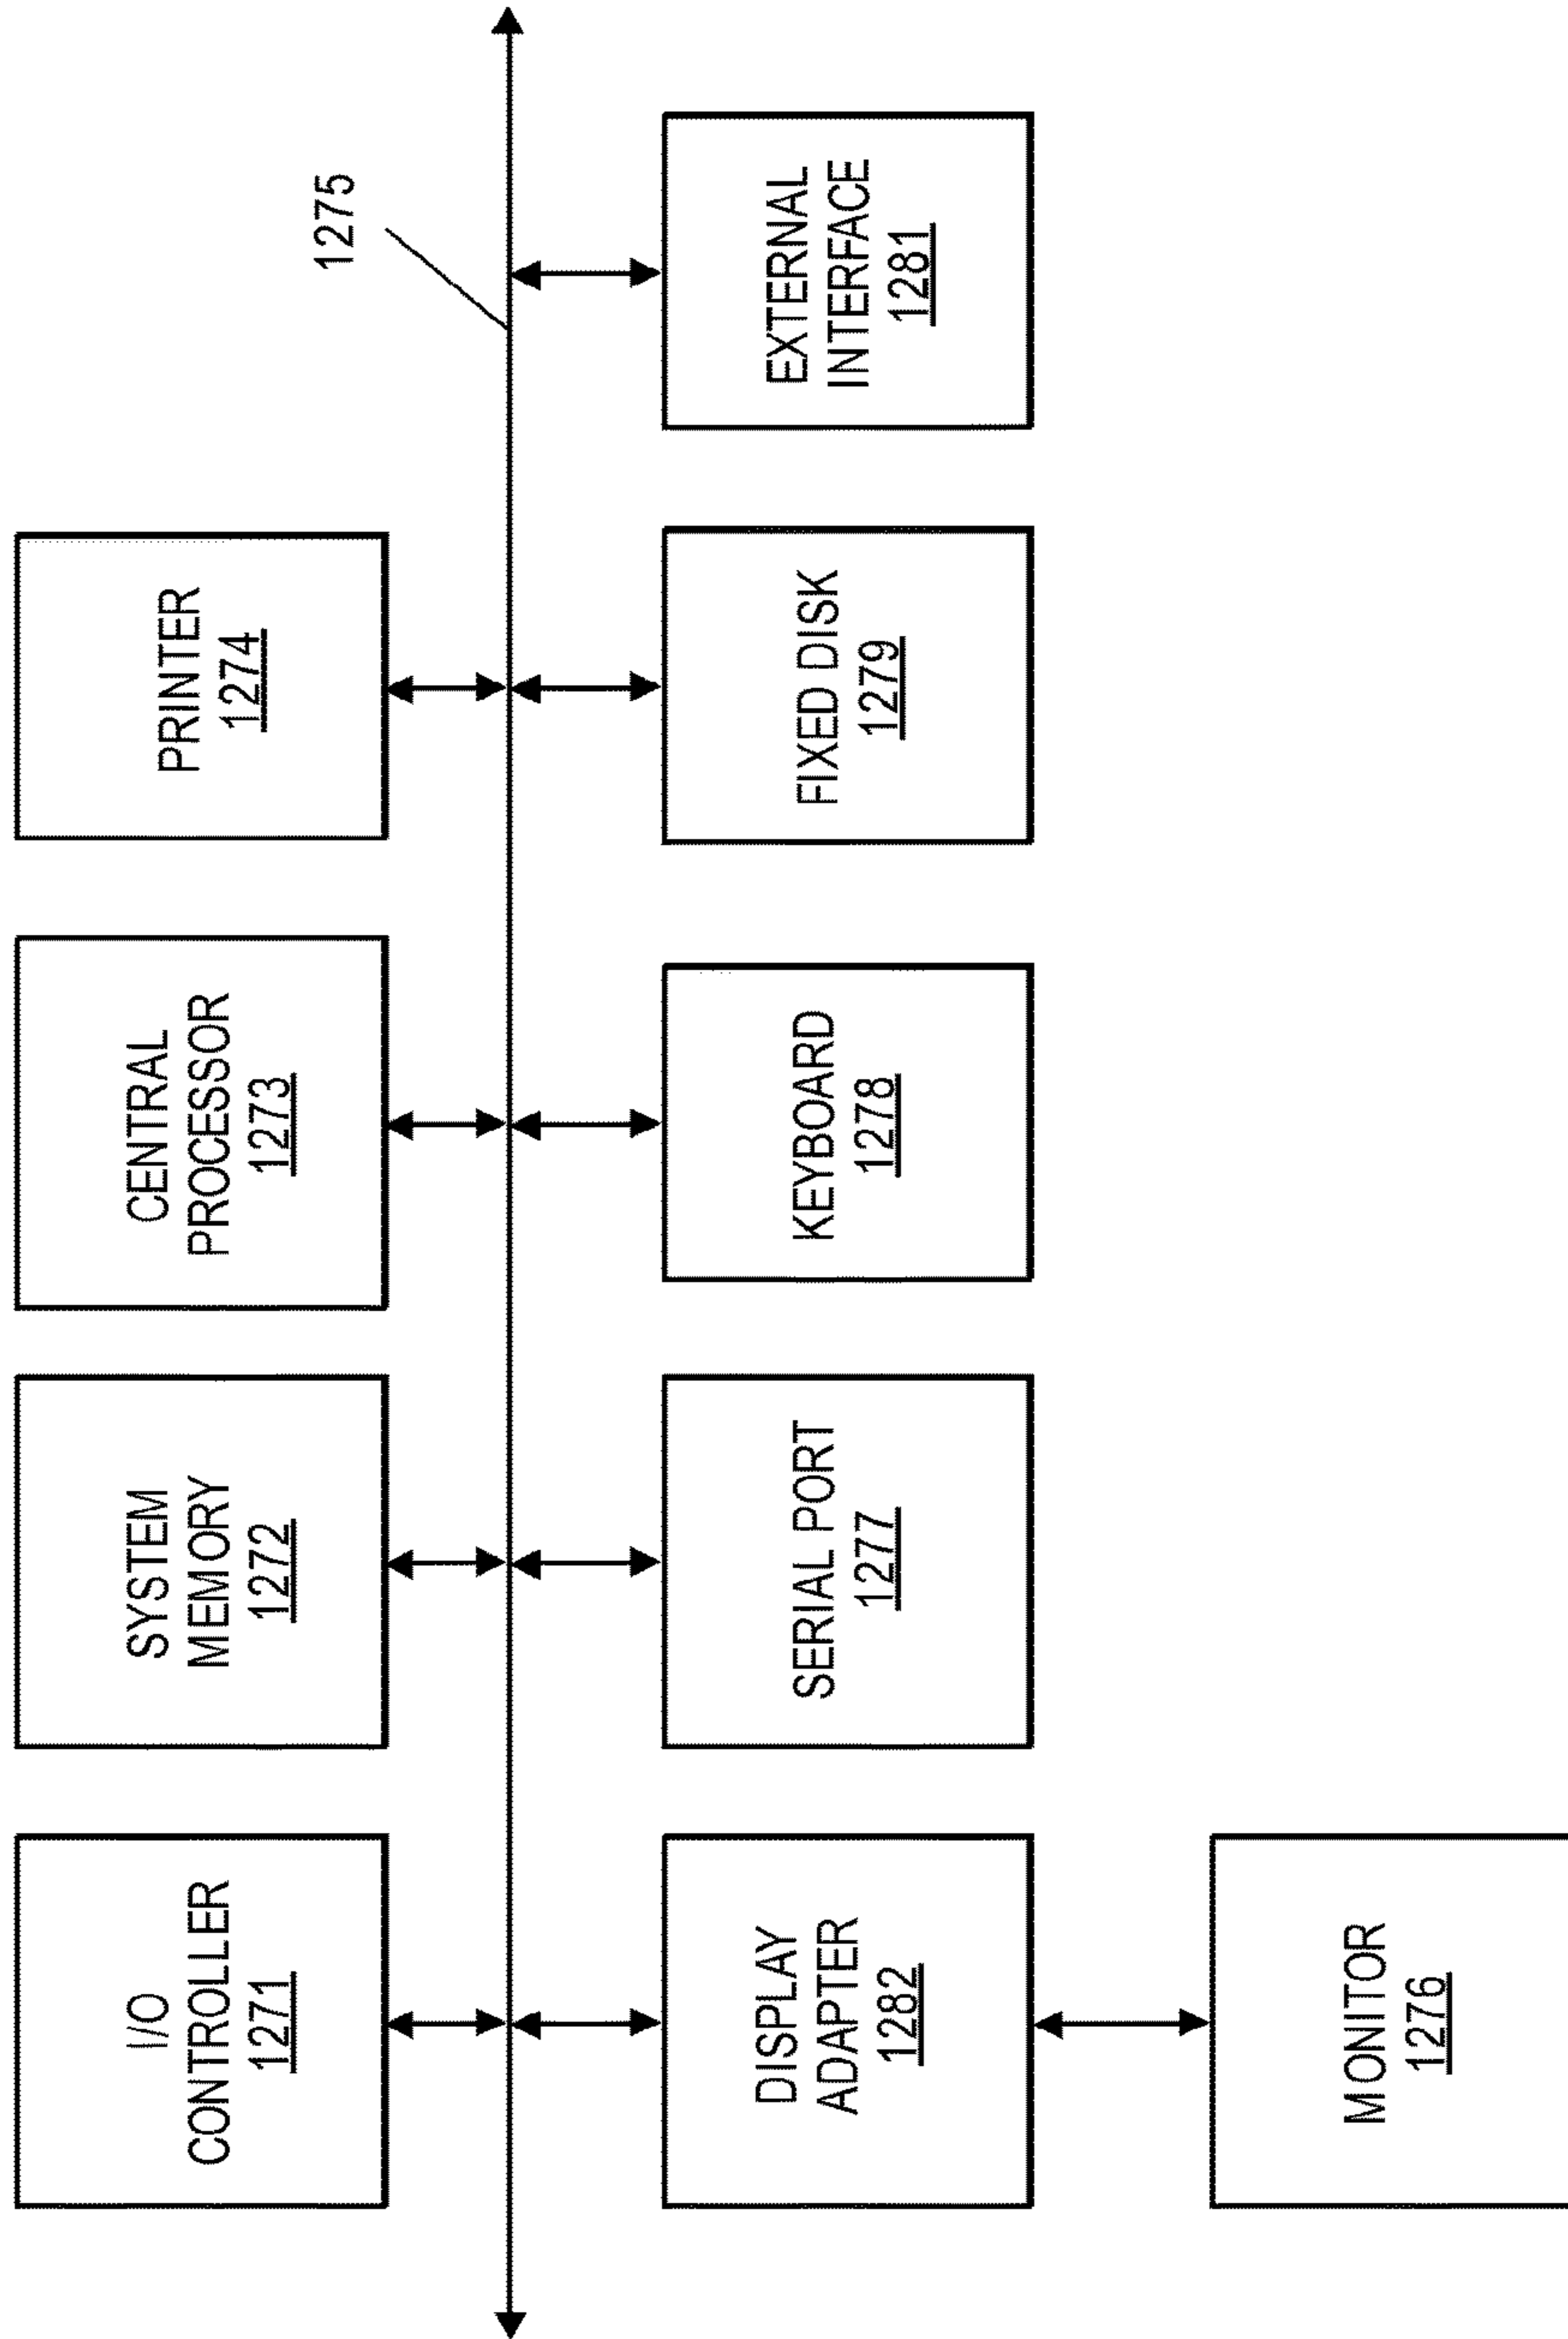 I/O
CONTROLLER
1271
SYSTEM
MEMORY
1272
CENTRAL
PROCESSOR
1273
PRINTER
1274
1275
DISPLAY
ADAPTER
1282
SERIAL PORT
1277
KEYBOARD
1278
FIXED DISK
1279
EXTERNAL
INTERFACE
1281
MONITOR
1276